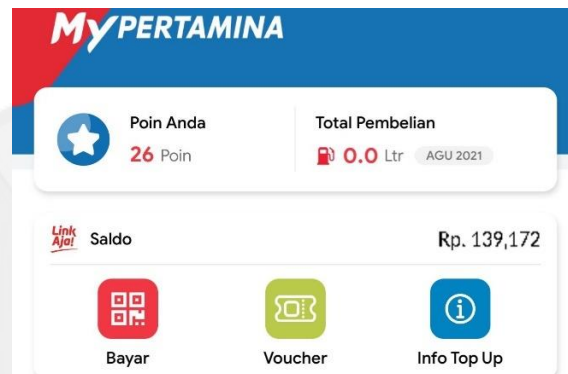 MyPERTAMINA
Poin Anda
26 Poin
Total Pembelian
0.0 Ltr AGU 2021
Link Aja! Saldo Rp. 139,172
Bayar Voucher Info Top Up